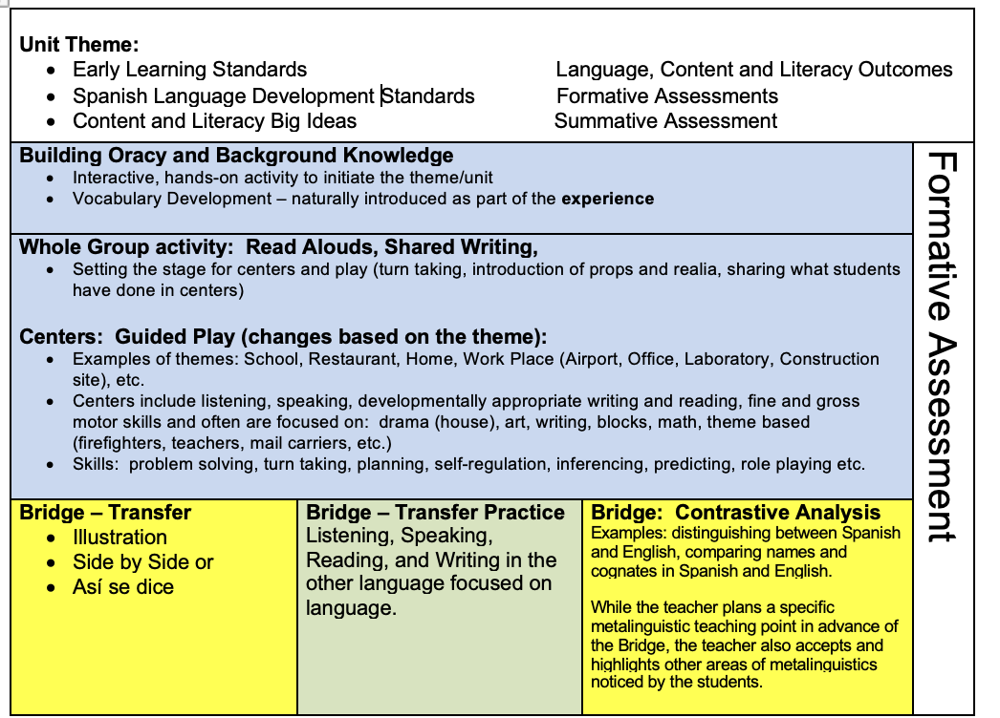 Unit Theme:
• Early Learning Standards Language, Content and Literacy Outcomes
• Spanish Language Development Standards Formative Assessments
• Content and Literacy Big Ideas Summative Assessment
Building Oracy and Background Knowledge
• Interactive, hands-on activity to initiate the theme/unit
• Vocabulary Development – naturally introduced as part of the experience
Whole Group activity: Read Alouds, Shared Writing,
• Setting the stage for centers and play (turn taking, introduction of props and realia, sharing what students
have done in centers)
Centers: Guided Play (changes based on the theme):
• Examples of themes: School, Restaurant, Home, Work Place (Airport, Office, Laboratory, Construction
site), etc.
• Centers include listening, speaking, developmentally appropriate writing and reading, fine and gross
motor skills and often are focused on: drama (house), art, writing, blocks, math, theme based
(firefighters, teachers, mail carriers, etc.)
• Skills: problem solving, turn taking, planning, self-regulation, inferencing, predicting, role playing etc.
Formative Assessment
Bridge – Transfer
• Illustration
• Side by Side or
• Así se dice
Bridge – Transfer Practice
Listening, Speaking,
Reading, and Writing in the
other language focused on
language.
Bridge: Contrastive Analysis
Examples: distinguishing between Spanish
and English, comparing names and
cognates in Spanish and English.
While the teacher plans a specific
metalinguistic teaching point in advance of
the Bridge, the teacher also accepts and
highlights other areas of metalinguistics
noticed by the students.